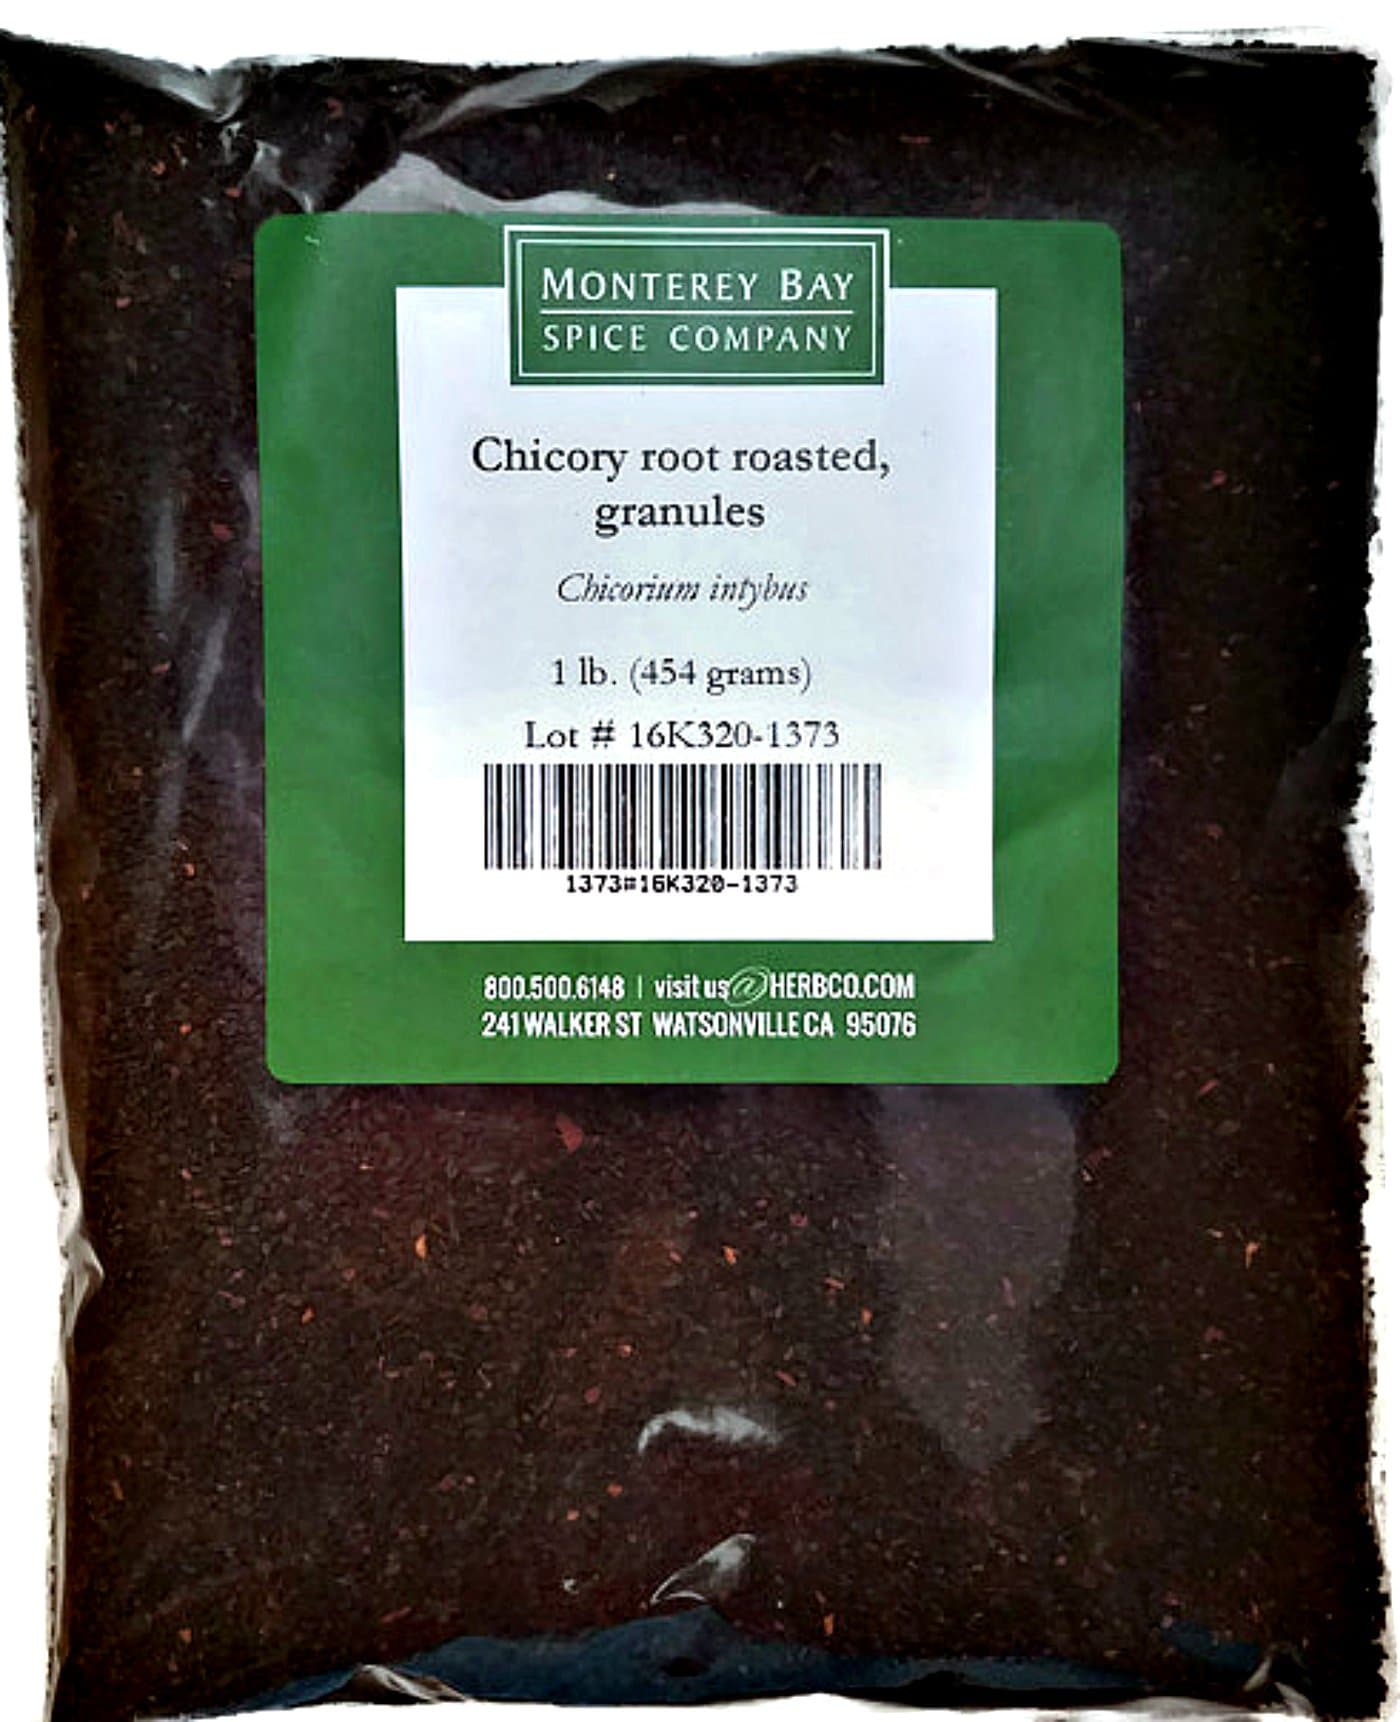 MONTEREY BAY
SPICE COMPANY
Chicory root roasted,
granules
Chicorium intybus
1 lb. (454 grams)
Lot # 16K320-1373
1373#16K320-1373
800.500.6148 | visit us@HERBCO.COM
241 WALKER ST WATSONVILLE CA 95076